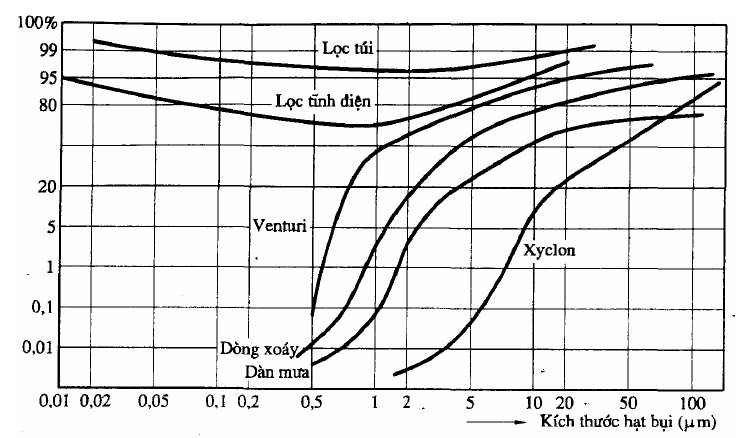 100%
99
Lọc túi
95
Lọc tĩnh điện
80
20
5
Venturi
Xyclon
1
0,1
0,01
Dòng xoáy
Dàn mưa
0,01 0,02 0,05 0,1 0,2 0,5 1 2 5 10 20 50 100
Kích thước hạt bụi (μm)